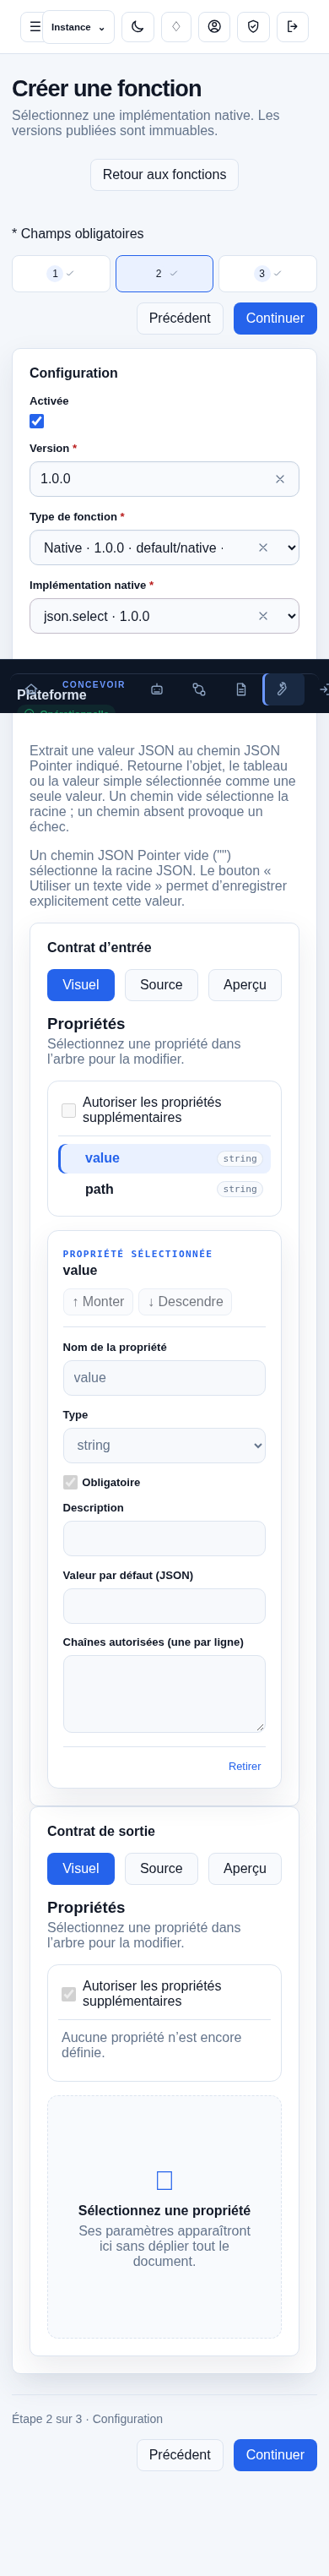 Instance
Créer une fonction
Sélectionnez une implémentation native. Les
versions publiées sont immuables.
Retour aux fonctions
* Champs obligatoires
1
2
3
Précédent
Continuer
Configuration
Activée
Version *
1.0.0
Type de fonction *
Native · 1.0.0 · default/native ·
Implémentation native *
json.select · 1.0.0
CONCEVOIR
Plateforme
Opérationnelle
Extrait une valeur JSON au chemin JSON
Pointer indiqué. Retourne l'objet, le tableau
ou la valeur simple sélectionnée comme une
seule valeur. Un chemin vide sélectionne la
racine ; un chemin absent provoque un
échec.
Un chemin JSON Pointer vide ("")
sélectionne la racine JSON. Le bouton «
Utiliser un texte vide » permet d'enregistrer
explicitement cette valeur.
Contrat d'entrée
Visuel
Source
Aperçu
Propriétés
Sélectionnez une propriété dans
l'arbre pour la modifier.
Autoriser les propriétés
supplémentaires
value
string
path
string
PROPRIÉTÉ SÉLECTIONNÉE
value
↑ Monter
↓ Descendre
Nom de la propriété
value
Type
string
Obligatoire
Description
Valeur par défaut (JSON)
Chaînes autorisées (une par ligne)
Retirer
Contrat de sortie
Visuel
Source
Aperçu
Propriétés
Sélectionnez une propriété dans
l'arbre pour la modifier.
Autoriser les propriétés
supplémentaires
Aucune propriété n'est encore
définie.
Sélectionnez une propriété
Ses paramètres apparaîtront
ici sans déplier tout le
document.
Étape 2 sur 3 · Configuration
Précédent
Continuer